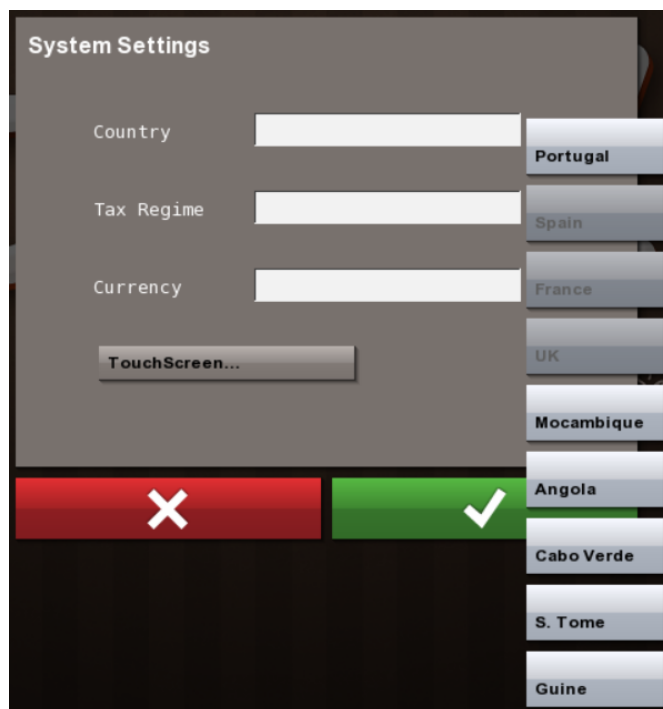 System Settings
Country
Tax Regime
Currency
TouchScreen...
Portugal
Spain
France
UK
Mocambique
Angola
Cabo Verde
S. Tome
Guine